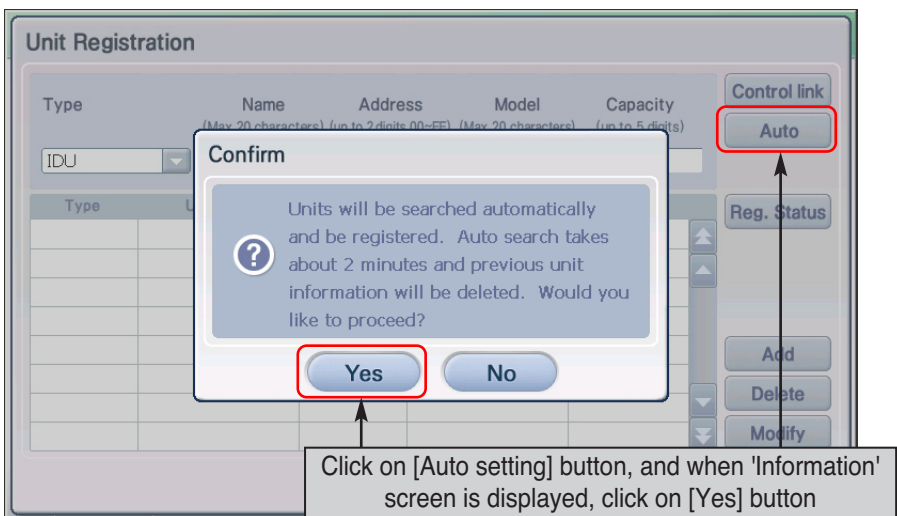 Unit Registration
Type Name Address Model Capacity Control link
(Max 20 characters) (up to 2 digits 00~FF) (Max 20 characters) (up to 5 digits)
Auto
IDU
Confirm
Type
Reg. Status
Units will be searched automatically
and be registered. Auto search takes
about 2 minutes and previous unit
information will be deleted. Would you
like to proceed?
Yes No
Add
Delete
Modify
Click on [Auto setting] button, and when 'Information'
screen is displayed, click on [Yes] button